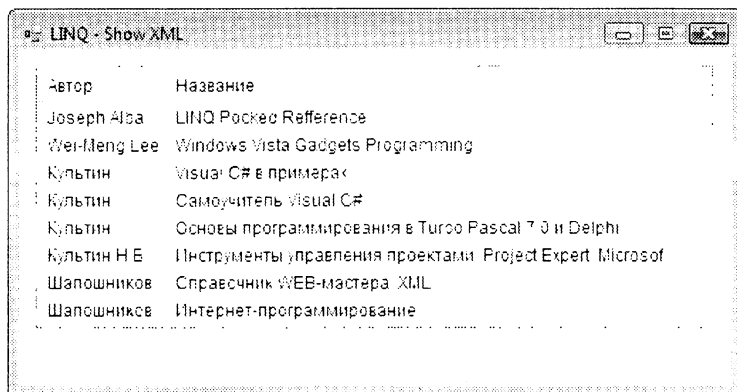 LINQ - Show XML
Автор Название
Joseph Alba LINQ Pocked Refference
Wei-Meng Lee Windows Vista Gadgets Programming
Культин Visual C# в примерах
Культин Самоучитель Visual C#
Культин Основы программирования в Turbo Pascal 7.0 и Delphi
Культин Н.Б. Инструменты управления проектами: Project Expert Microsof
Шапошников Справочник WEB-мастера. XML
Шапошников Интернет-программирование